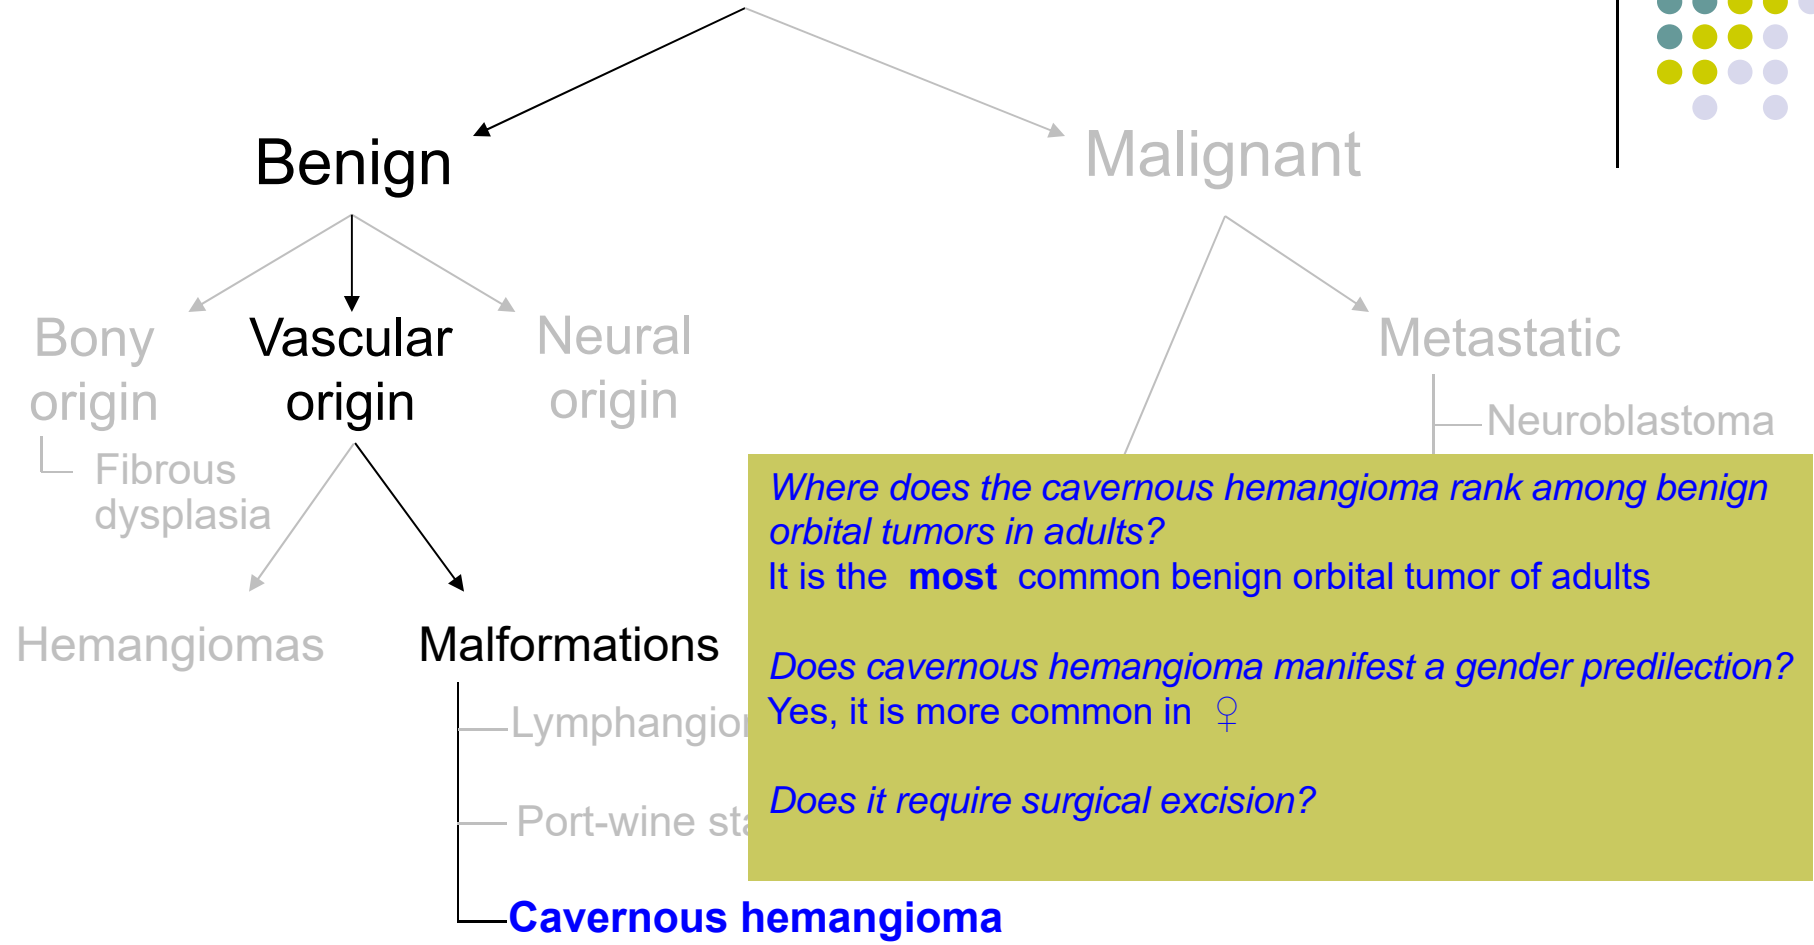 Benign
Malignant
Bony
origin
Vascular
origin
Neural
origin
Metastatic
Neuroblastoma
Fibrous
dysplasia
Where does the cavernous hemangioma rank among benign
orbital tumors in adults?
It is the most common benign orbital tumor of adults
Does cavernous hemangioma manifest a gender predilection?
Yes, it is more common in ♀
Does it require surgical excision?
Hemangiomas
Malformations
Port-wine
Cavernous hemangioma